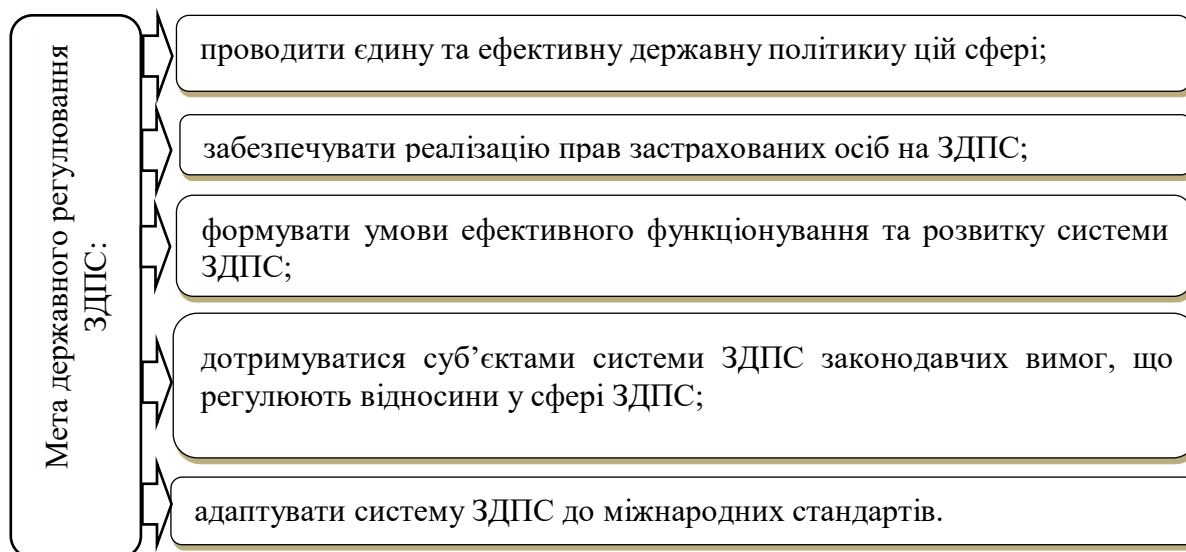 Мета державного регулювання
ЗДПС:
проводити єдину та ефективну державну політикиу цій сфері;
забезпечувати реалізацію прав застрахованих осіб на ЗДПС;
формувати умови ефективного функціонування та розвитку системи
ЗДПС;
дотримуватися суб’єктами системи ЗДПС законодавчих вимог, що
регулюють відносини у сфері ЗДПС;
адаптувати систему ЗДПС до міжнародних стандартів.